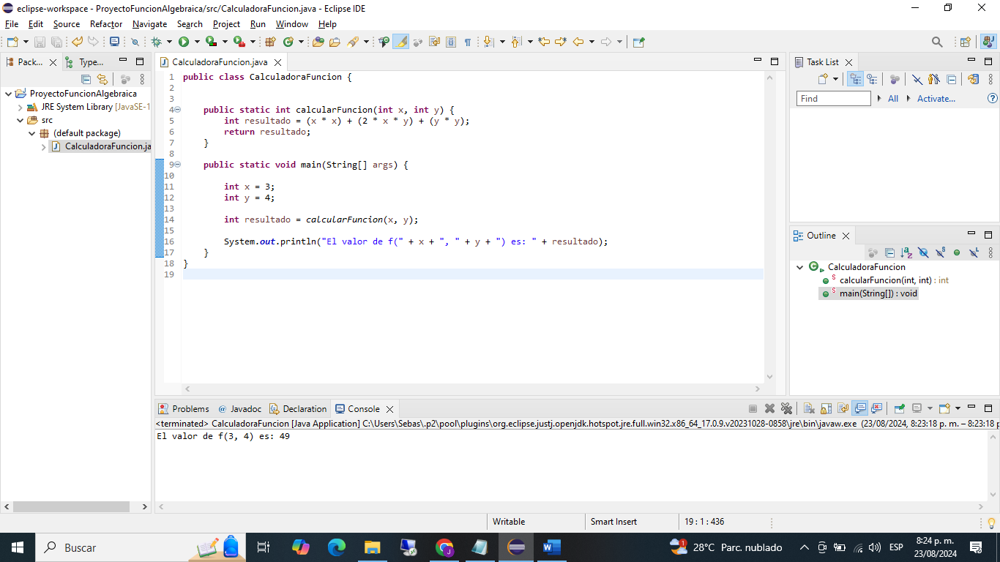 eclipse-workspace - ProyectoFuncionAlgebraica/src/CalculadoraFuncion.java - Eclipse IDE
File Edit Source Refactor Navigate Search Project Run Window Help
Pack... Type...
ProyectoFuncionAlgebraica
JRE System Library [JavaSE-1
src
(default package)
CalculadoraFuncion.ja
CalculadoraFuncion.java
1 public class CalculadoraFuncion {
2
3
4 public static int calcularFuncion(int x, int y) {
5 int resultado = (x * x) + (2 * x * y) + (y * y);
6 return resultado;
7 }
8
9 public static void main(String[] args) {
10
11 int x = 3;
12 int y = 4;
13
14 int resultado = calcularFuncion(x, y);
15
16 System.out.println("El valor de f(" + x + ", " + y + ") es: " + resultado);
17 }
18 }
19
Task List
Find All Activate...
Outline
CalculadoraFuncion
calcularFuncion(int, int) : int
main(String[]) : void
Problems Javadoc Declaration Console
<terminated> CalculadoraFuncion [Java Application] C:\Users\Sebas\.p2\pool\plugins\org.eclipse.justj.openjdk.hotspot.jre.full.win32.x86_64_17.0.9.v20231028-0858\jre\bin\javaw.exe (23/08/2024, 8:23:18 p. m. – 8:23:18 p
El valor de f(3, 4) es: 49
Writable Smart Insert 19 : 1 : 436
Buscar
28°C Parc. nublado
ESP
8:24 p. m.
23/08/2024